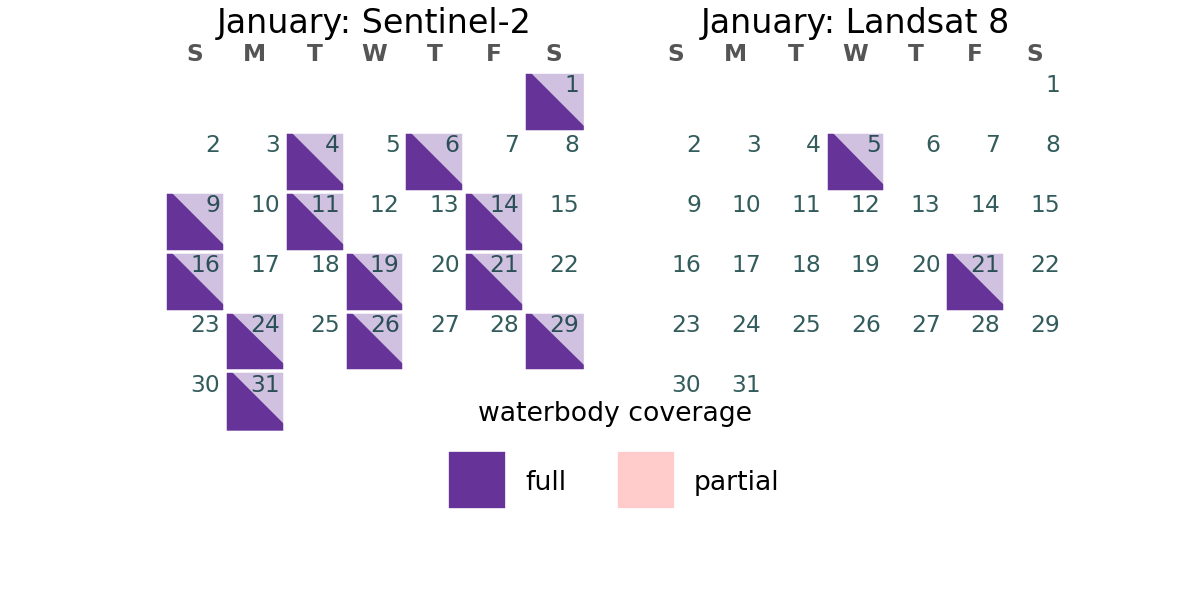 January: Sentinel-2
S M T W T F S
1
2 3 4 5 6 7 8
9 10 11 12 13 14 15
16 17 18 19 20 21 22
23 24 25 26 27 28 29
30 31
January: Landsat 8
S M T W T F S
1
2 3 4 5 6 7 8
9 10 11 12 13 14 15
16 17 18 19 20 21 22
23 24 25 26 27 28 29
30 31
waterbody coverage
full partial